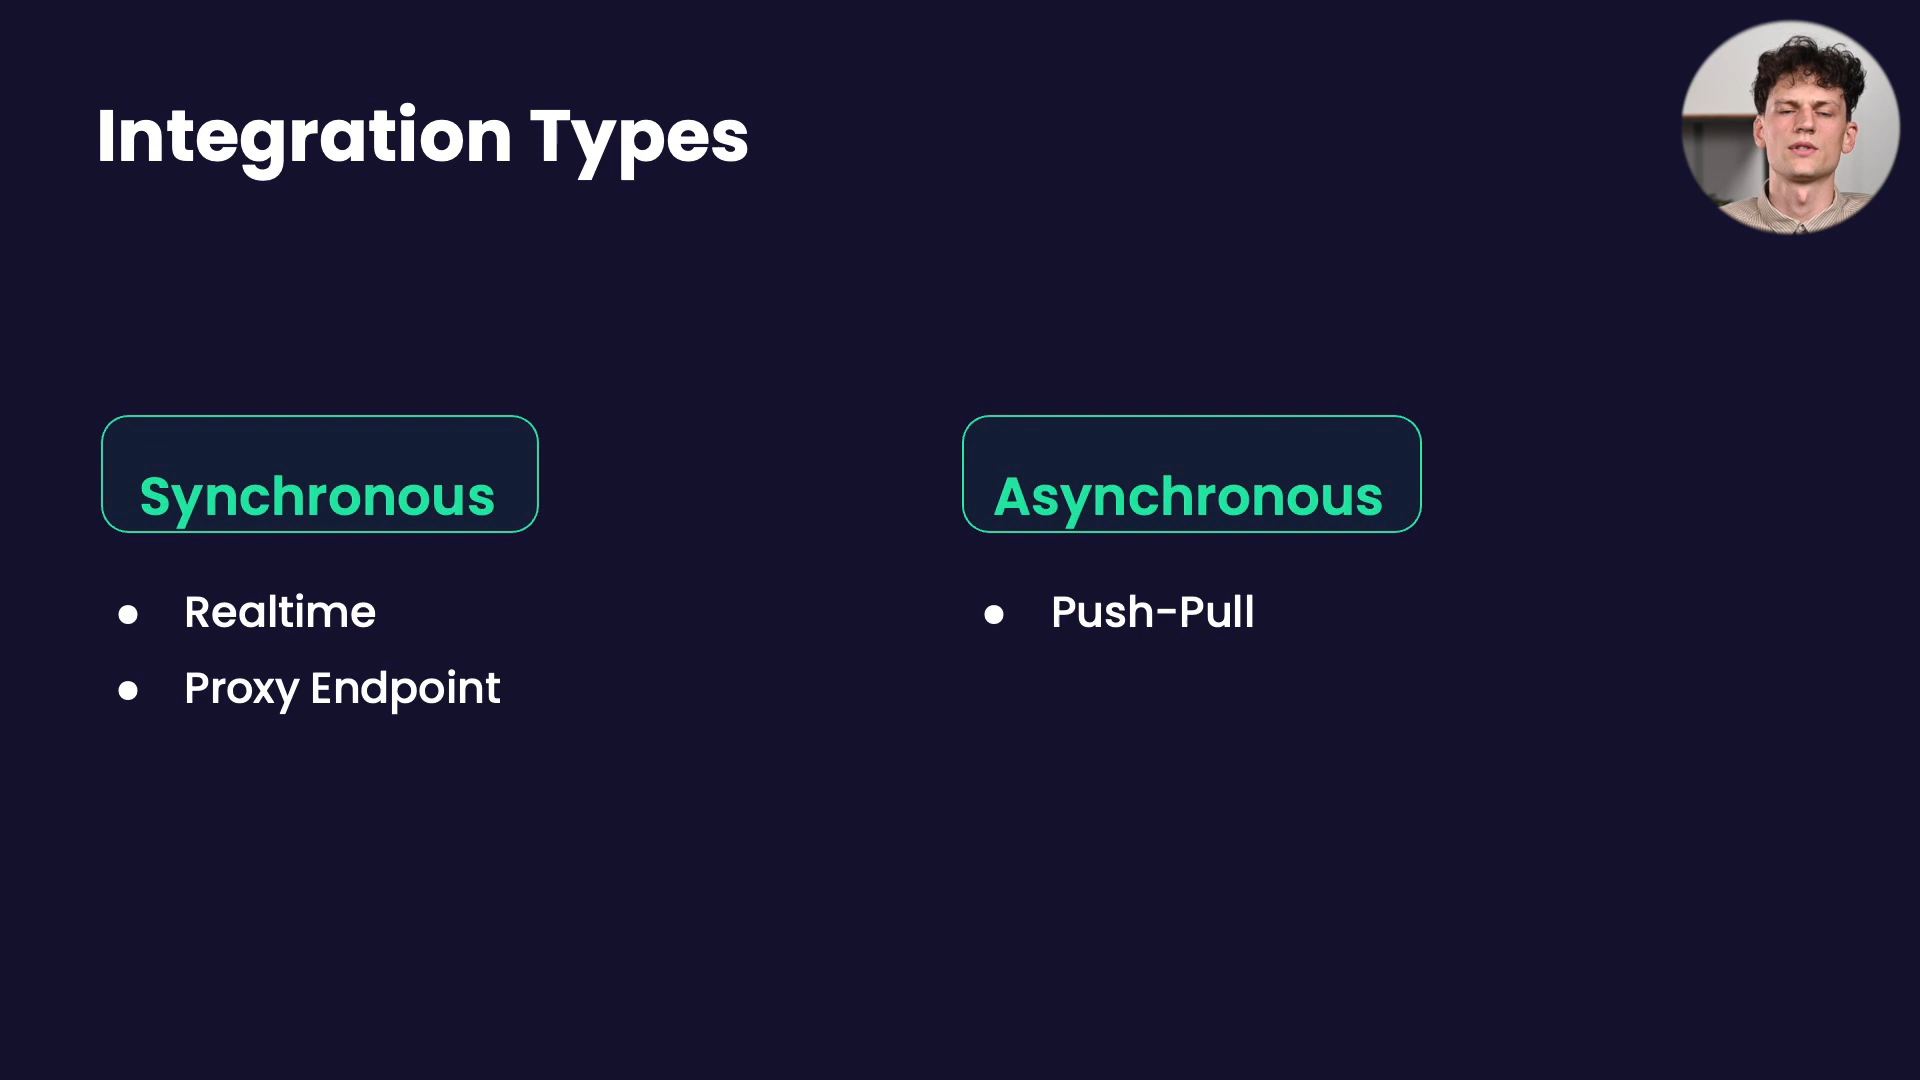 Integration Types
Synchronous
● Realtime
● Proxy Endpoint
Asynchronous
● Push-Pull